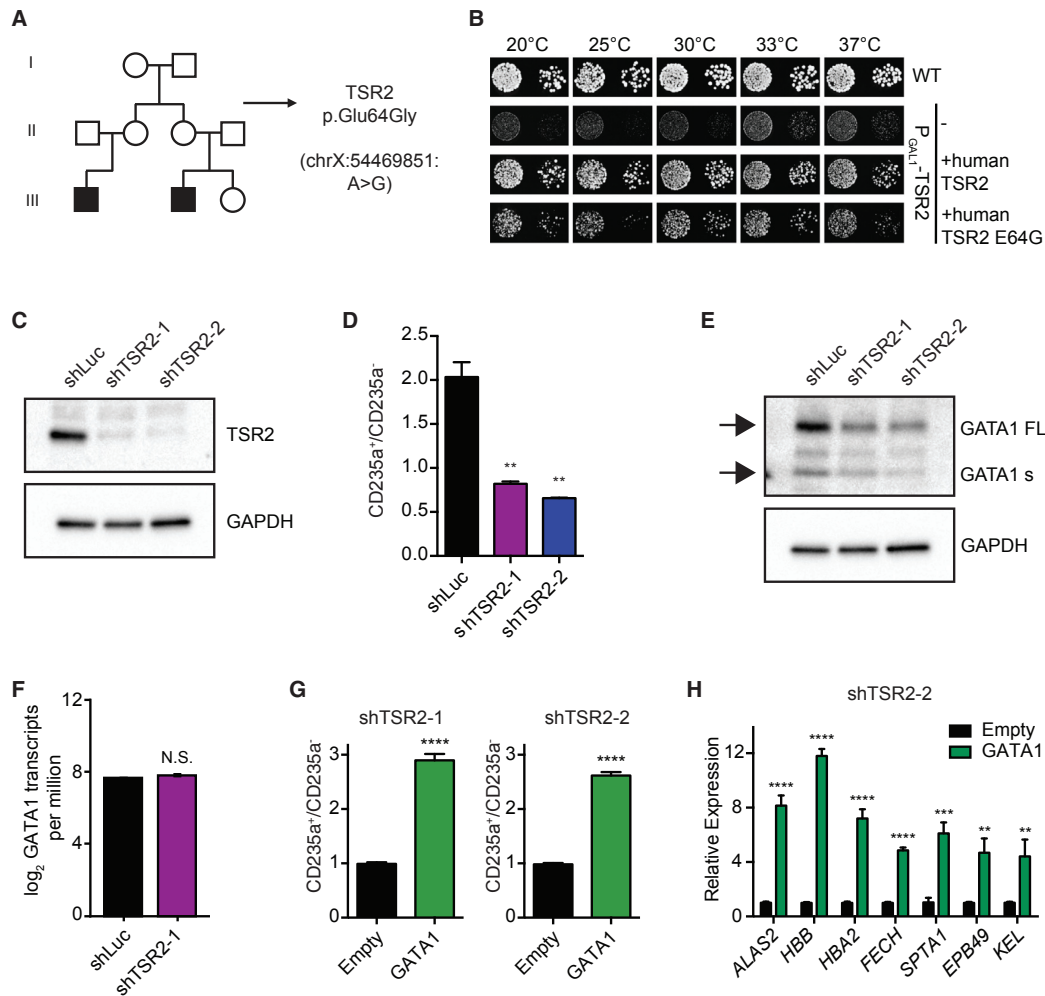 A
I
II
III
TSR2
p.Glu64Gly
(chrX:54469851:
A>G)
B
20°C 25°C 30°C 33°C 37°C
WT
-
+human
TSR2
+human
TSR2 E64G
P_GAL1-TSR2
C
shLuc shTSR2-1 shTSR2-2
TSR2
GAPDH
D
CD235a+/CD235a-
2.5
2.0
1.5
1.0
0.5
0.0
** **
shLuc shTSR2-1 shTSR2-2
E
shLuc shTSR2-1 shTSR2-2
GATA1 FL
GATA1 s
GAPDH
F
log2 GATA1 transcripts
per million
12
8
4
0
N.S.
shLuc shTSR2-1
G
shTSR2-1
CD235a+/CD235a-
3
2
1
0
****
Empty GATA1
shTSR2-2
CD235a+/CD235a-
3
2
1
0
****
Empty GATA1
H
shTSR2-2
Empty
GATA1
Relative Expression
12
8
4
0
**** **** **** **** *** ** **
ALAS2 HBB HBA2 FECH SPTA1 EPB49 KEL